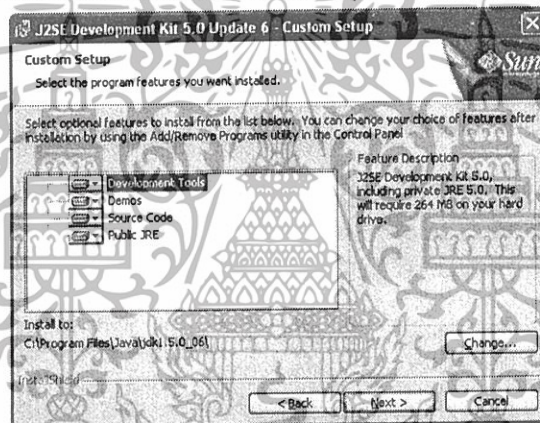 J2SE Development Kit 5.0 Update 6 - Custom Setup
Custom Setup
Select the program features you want installed.
Sun
Select optional features to install from the list below. You can change your choice of features after
installation by using the Add/Remove Programs utility in the Control Panel
Development Tools
Demos
Source Code
Public JRE
Feature Description
J2SE Development Kit 5.0,
including private JRE 5.0. This
will require 264 MB on your hard
drive.
Install to:
C:\Program Files\Java\jdk1.5.0_06\
Change...
InstallShield
< Back
Next >
Cancel